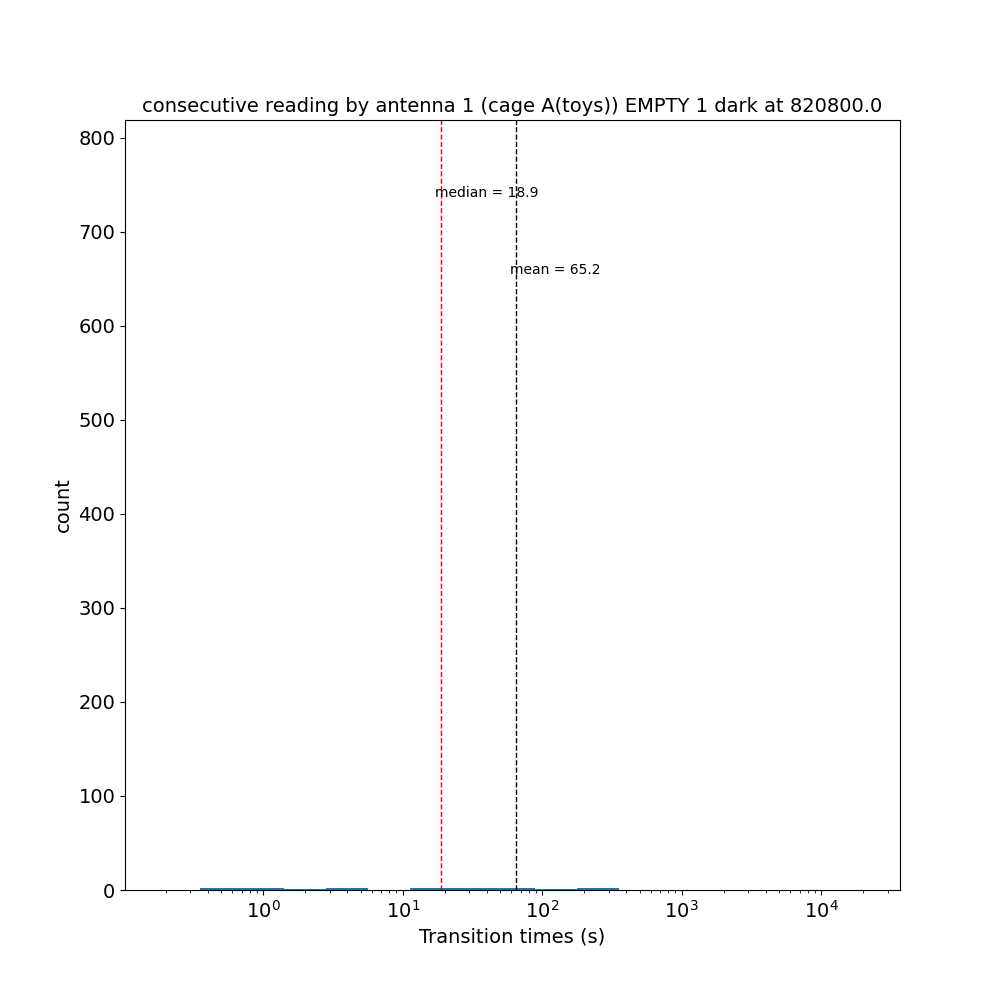 consecutive reading by antenna 1 (cage A(toys)) EMPTY 1 dark at 820800.0
800
median = 18.9
700
mean = 65.2
600
500
count
400
300
200
100
0
10⁰ 10¹ 10² 10³ 10⁴
Transition times (s)